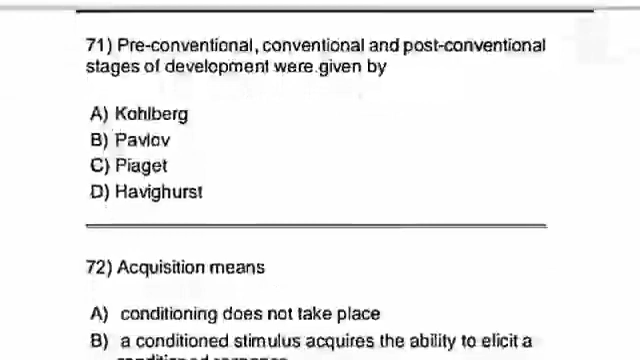 71) Pre-conventional, conventional and post-conventional
stages of development were given by
A) Kohlberg
B) Pavlov
C) Piaget
D) Havighurst
72) Acquisition means
A) conditioning does not take place
B) a conditioned stimulus acquires the ability to elicit a